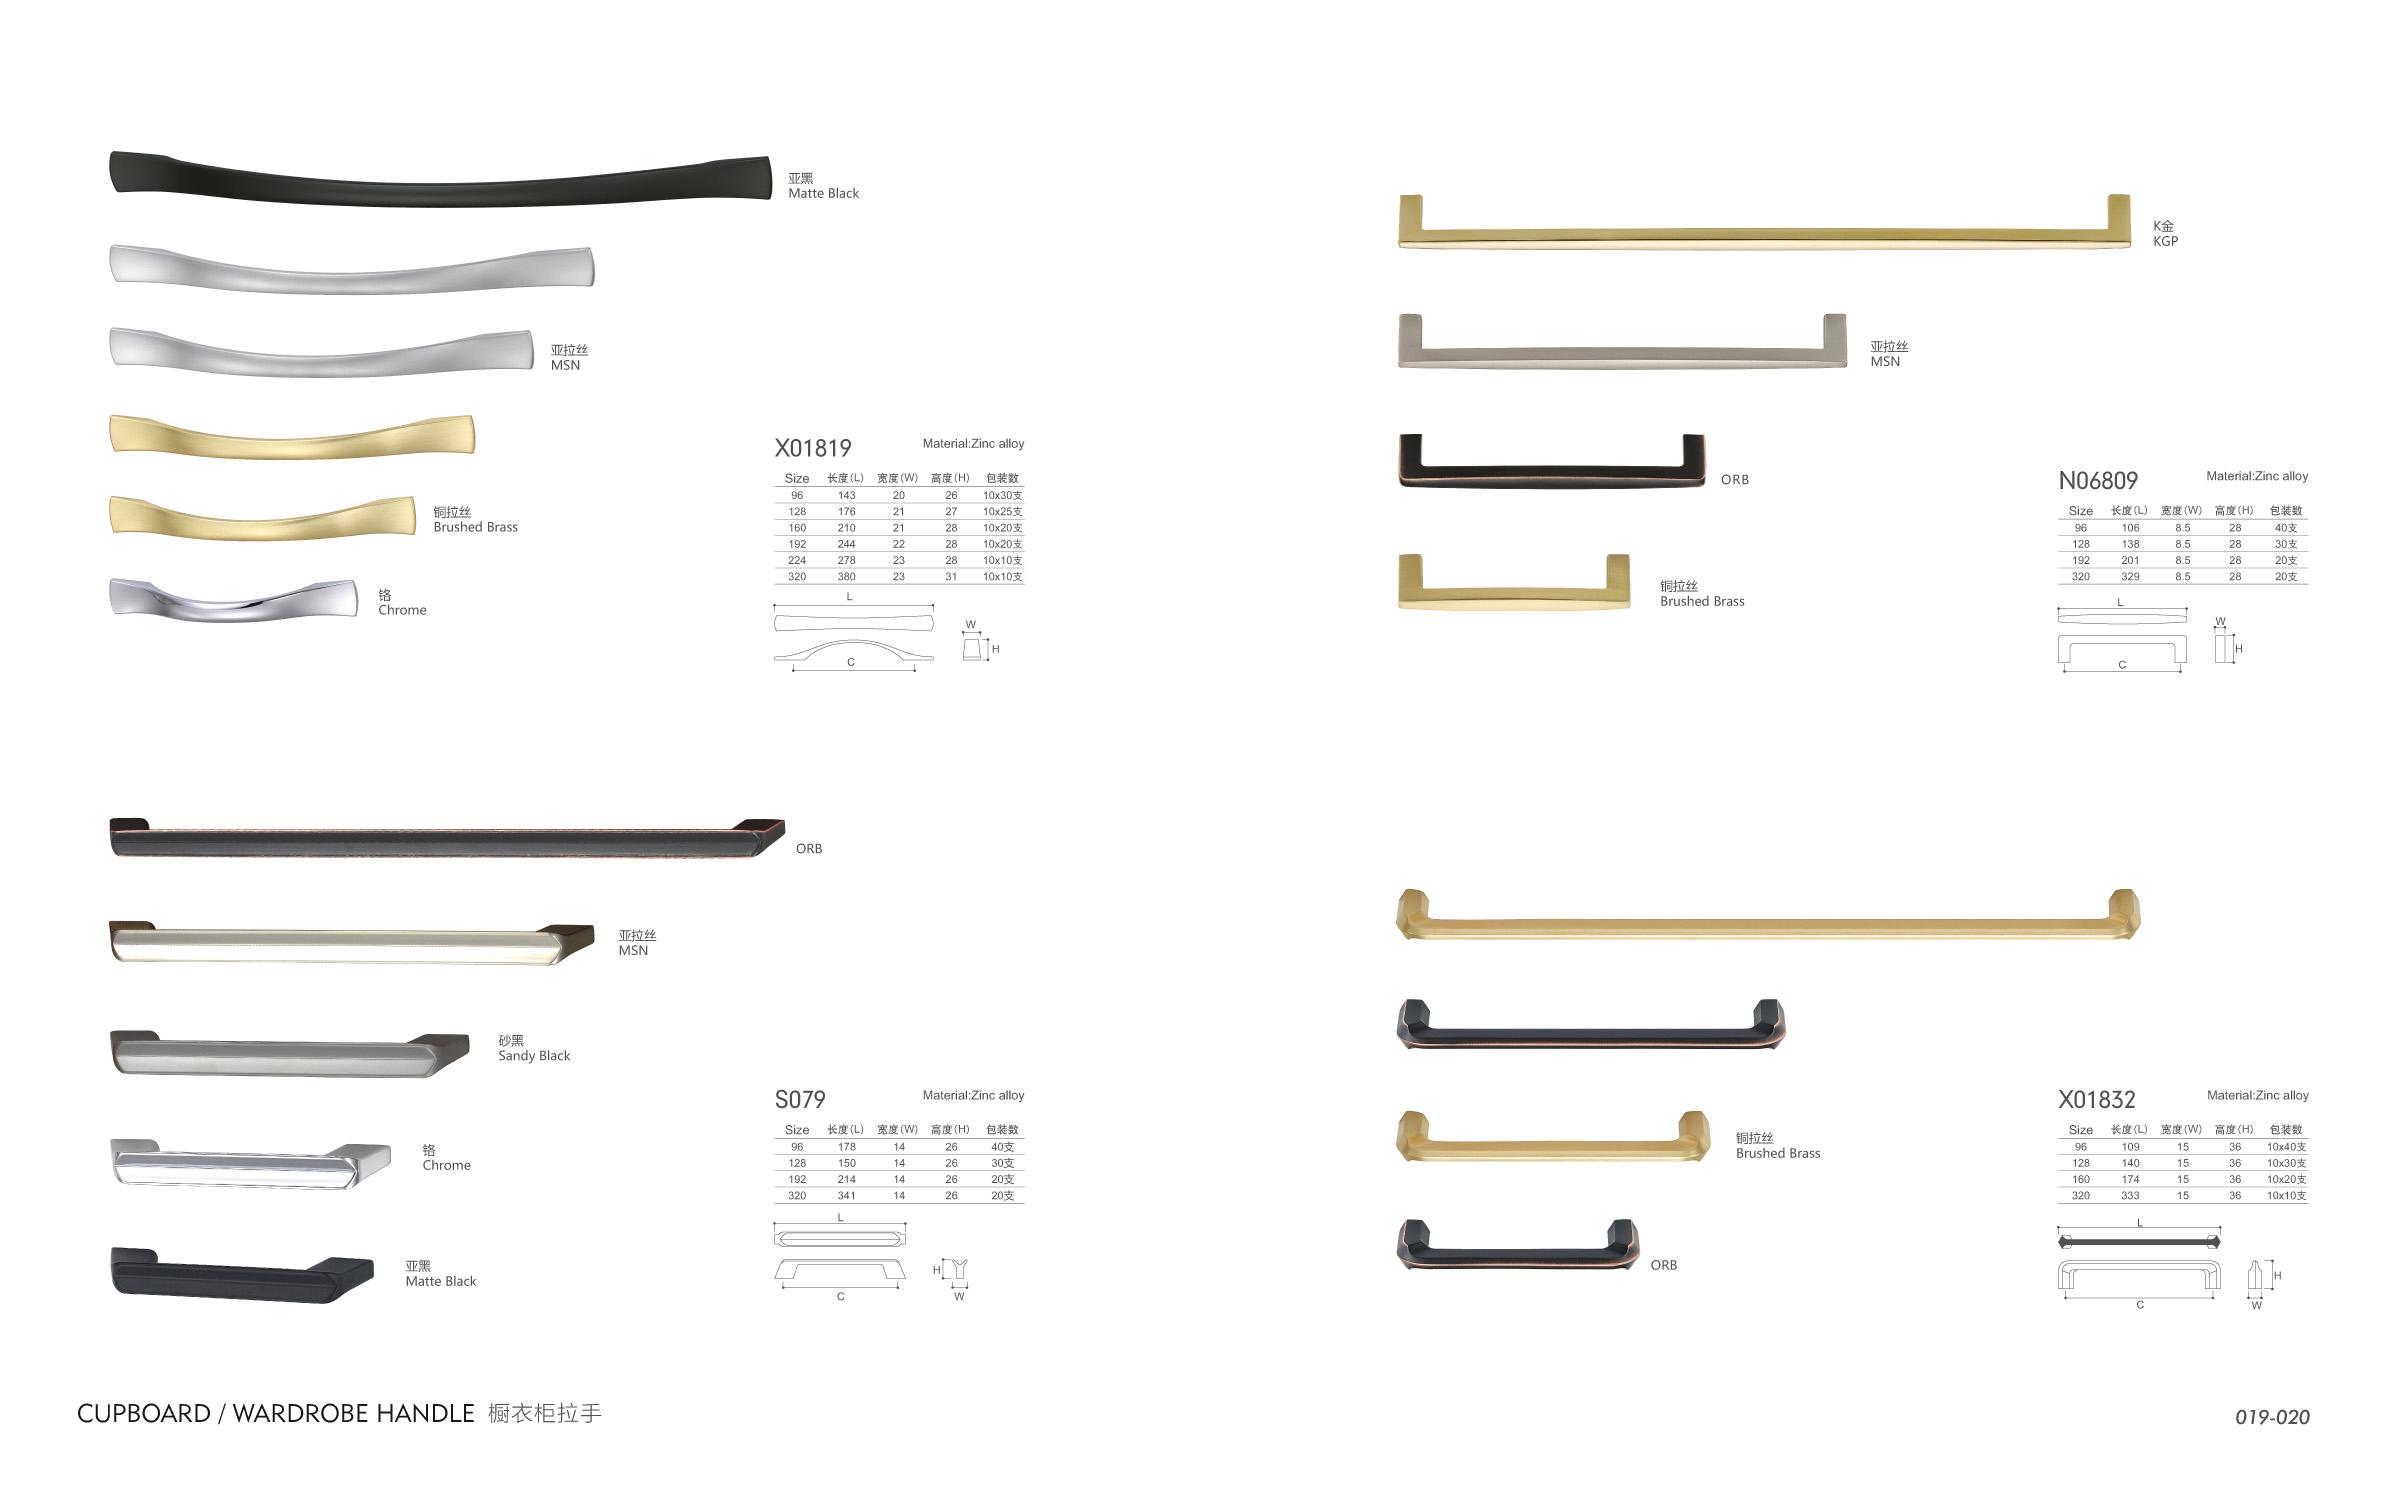 亚黑
Matte Black
亚拉丝
MSN
铜拉丝
Brushed Brass
铬
Chrome
X01819 Material:Zinc alloy
Size 长度(L) 宽度(W) 高度(H) 包装数
96 143 20 26 10x30支
128 176 21 27 10x25支
160 210 21 28 10x20支
192 244 22 28 10x20支
224 278 23 28 10x10支
320 380 23 31 10x10支
L
W
H
C
K金
KGP
亚拉丝
MSN
ORB
铜拉丝
Brushed Brass
N06809 Material:Zinc alloy
Size 长度(L) 宽度(W) 高度(H) 包装数
96 106 8.5 28 40支
128 138 8.5 28 30支
192 201 8.5 28 20支
320 329 8.5 28 20支
L
W
H
C
ORB
亚拉丝
MSN
砂黑
Sandy Black
铬
Chrome
亚黑
Matte Black
S079 Material:Zinc alloy
Size 长度(L) 宽度(W) 高度(H) 包装数
96 178 14 26 40支
128 150 14 26 30支
192 214 14 26 20支
320 341 14 26 20支
L
H
C
W
铜拉丝
Brushed Brass
ORB
X01832 Material:Zinc alloy
Size 长度(L) 宽度(W) 高度(H) 包装数
96 109 15 36 10x40支
128 140 15 36 10x30支
160 174 15 36 10x20支
320 333 15 36 10x10支
L
H
C
W
CUPBOARD / WARDROBE HANDLE 橱衣柜拉手
019-020